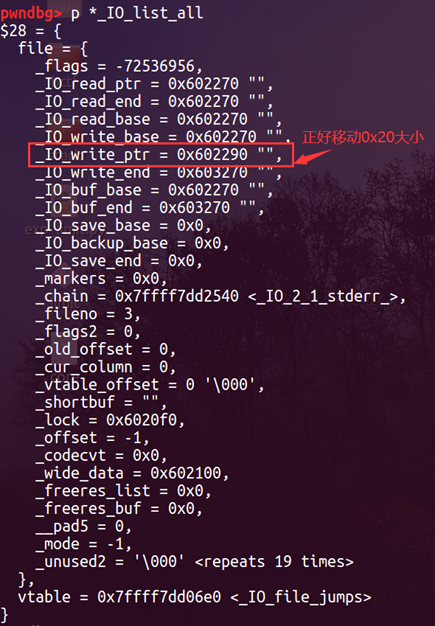 pwndbg> p *_IO_list_all
$28 = {
  file = {
    _flags = -72536956,
    _IO_read_ptr = 0x602270 "",
    _IO_read_end = 0x602270 "",
    _IO_read_base = 0x602270 "",
    _IO_write_base = 0x602270 "",
    _IO_write_ptr = 0x602290 "", 正好移动0x20大小
    _IO_write_end = 0x603270 "",
    _IO_buf_base = 0x602270 "",
    _IO_buf_end = 0x603270 "",
    _IO_save_base = 0x0,
    _IO_backup_base = 0x0,
    _IO_save_end = 0x0,
    _markers = 0x0,
    _chain = 0x7ffff7dd2540 <_IO_2_1_stderr_>,
    _fileno = 3,
    _flags2 = 0,
    _old_offset = 0,
    _cur_column = 0,
    _vtable_offset = 0 '\000',
    _shortbuf = "",
    _lock = 0x6020f0,
    _offset = -1,
    _codecvt = 0x0,
    _wide_data = 0x602100,
    _freeres_list = 0x0,
    _freeres_buf = 0x0,
    __pad5 = 0,
    _mode = -1,
    _unused2 = '\000' <repeats 19 times>
  },
  vtable = 0x7ffff7dd06e0 <_IO_file_jumps>
}